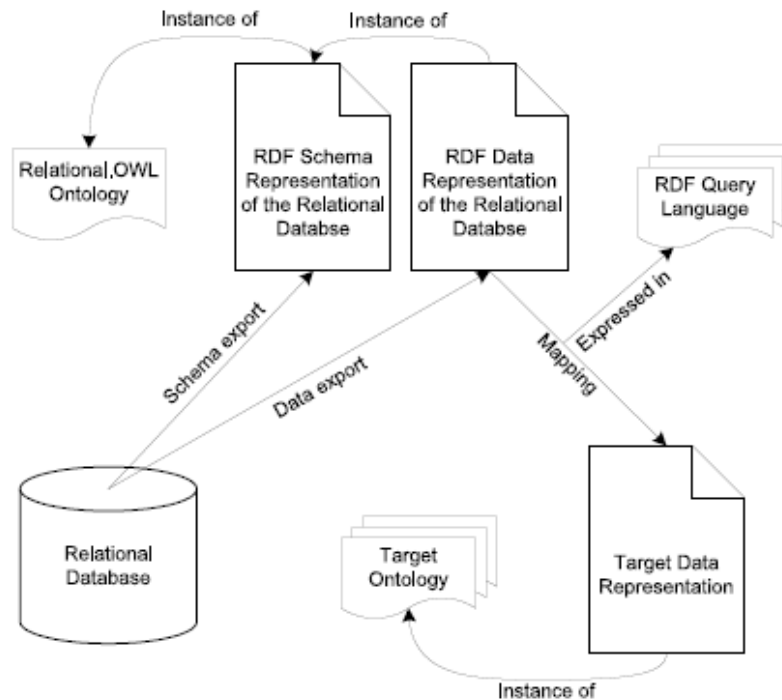 Instance of
Instance of
Relational.OWL
Ontology
RDF Schema
Representation
of the Relational
Databse
RDF Data
Representation
of the Relational
Databse
RDF Query
Language
Schema export
Data export
Mapping
Expressed in
Relational
Database
Target
Ontology
Target Data
Representation
Instance of